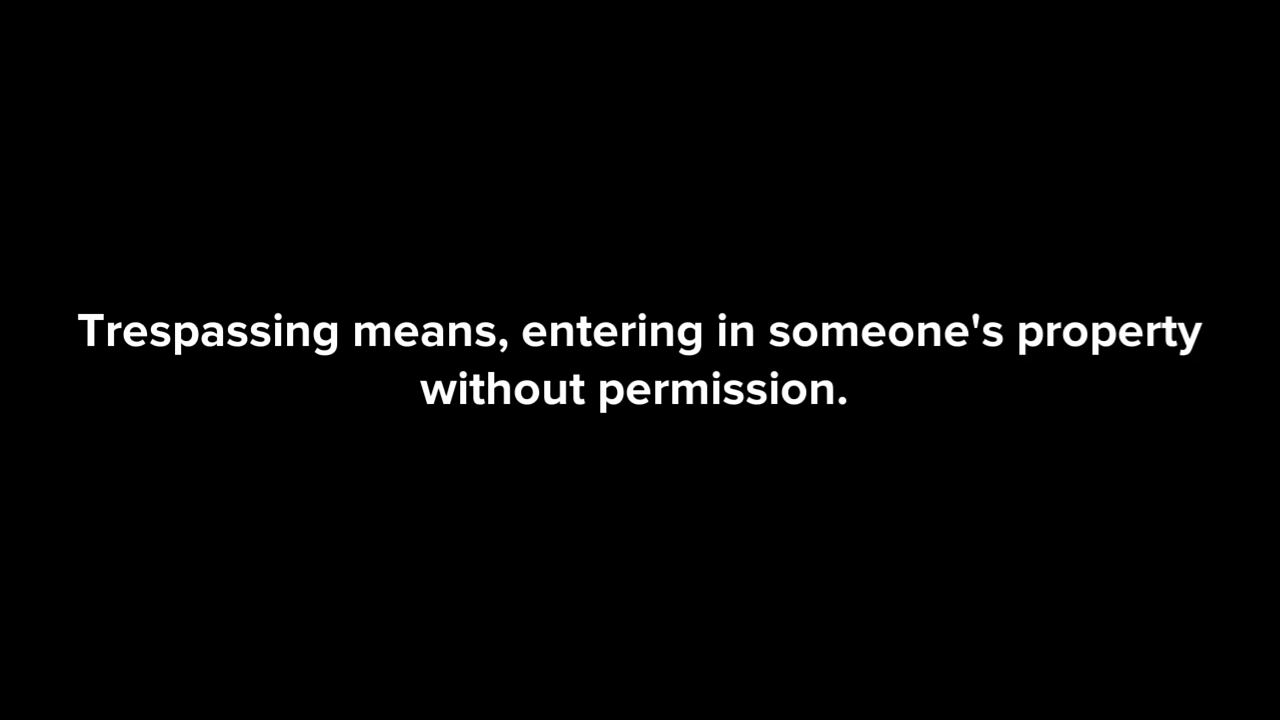 Trespassing means, entering in someone's property
without permission.